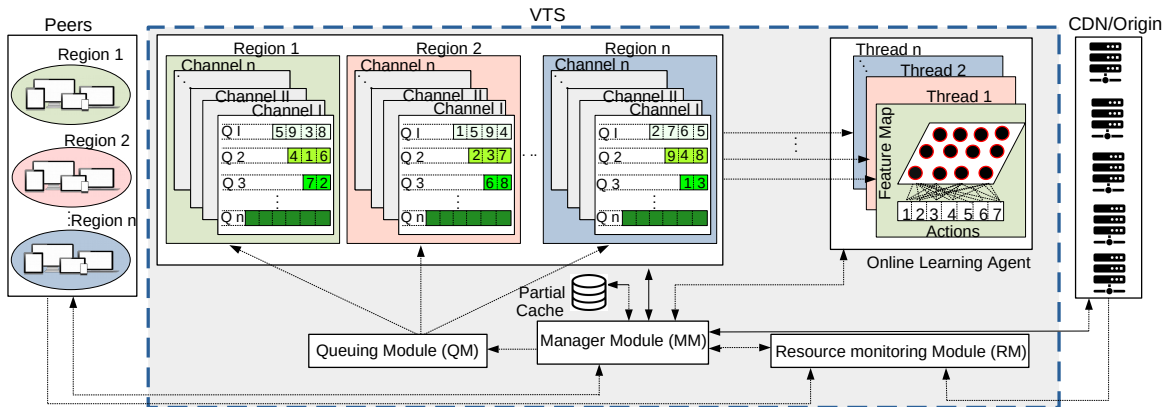 VTS
Peers
CDN/Origin
Region 1
Region 2
Region n
Region 1
Channel n
Channel II
Channel I
Q 1 5 9 3 8
Q 2 4 1 6
Q 3 7 2
Q n
Region 2
Channel n
Channel II
Channel I
Q 1 1 5 9 4
Q 2 2 3 7
Q 3 6 8
Q n
Region n
Channel n
Channel II
Channel I
Q 1 2 7 6 5
Q 2 9 4 8
Q 3 1 3
Q n
Thread n
Thread 2
Thread 1
Feature Map
1 2 3 4 5 6 7
Actions
Online Learning Agent
Partial
Cache
Queuing Module (QM)
Manager Module (MM)
Resource monitoring Module (RM)